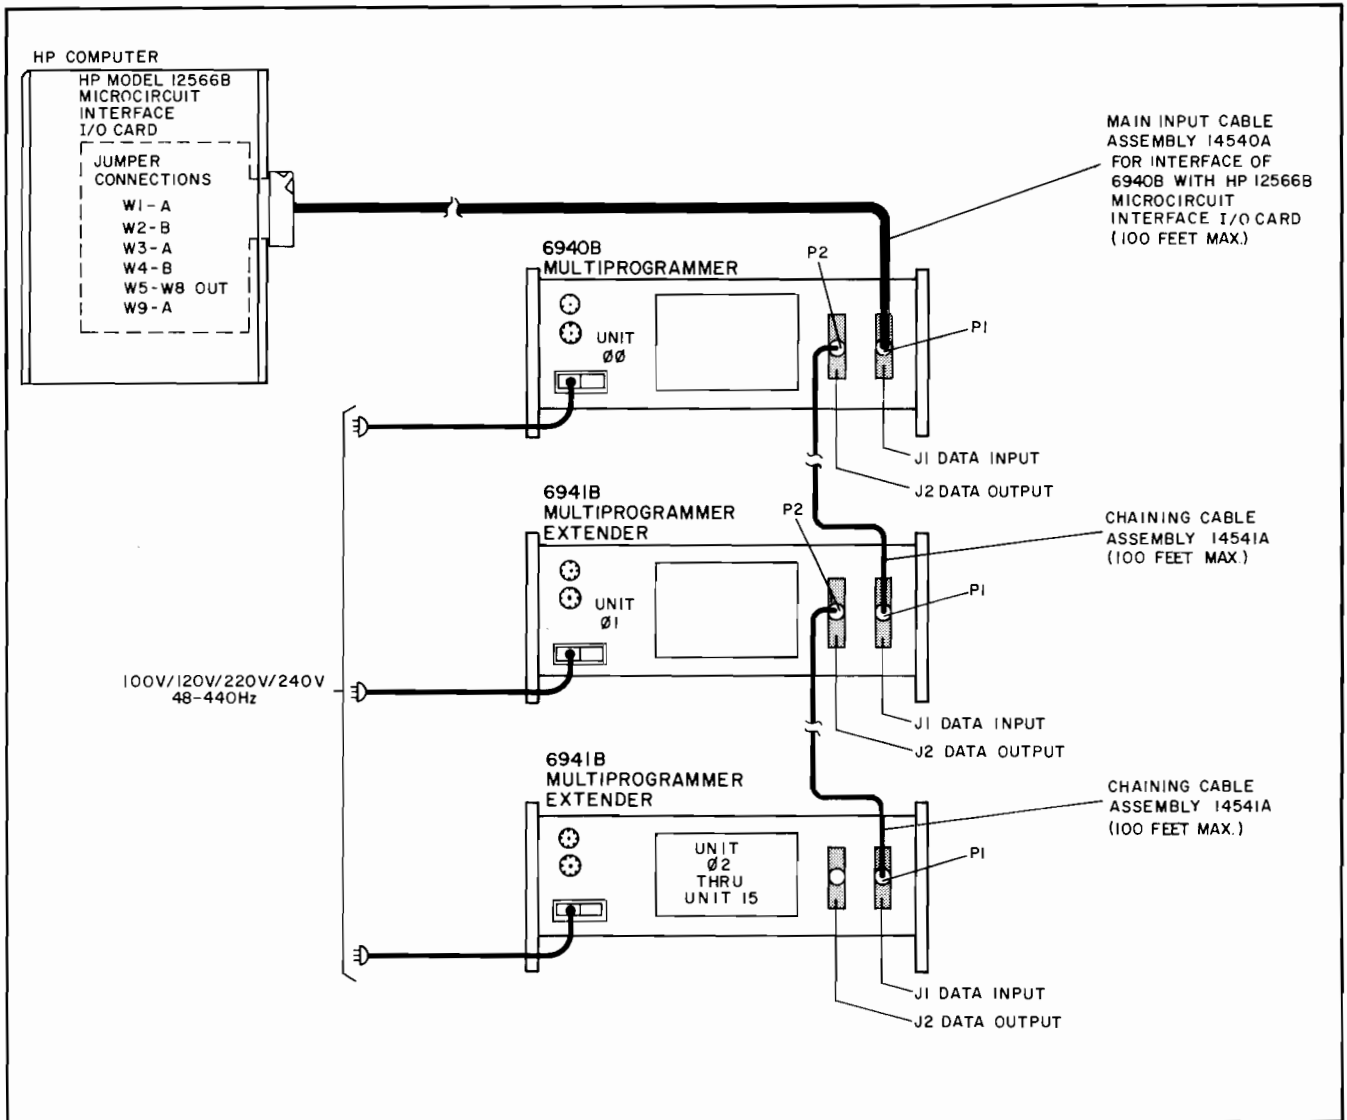 HP COMPUTER
HP MODEL 12566B
MICROCIRCUIT
INTERFACE
I/O CARD
JUMPER
CONNECTIONS
W1-A
W2-B
W3-A
W4-B
W5-W8 OUT
W9-A
MAIN INPUT CABLE
ASSEMBLY 14540A
FOR INTERFACE OF
6940B WITH HP 12566B
MICROCIRCUIT
INTERFACE I/O CARD
(100 FEET MAX.)
6940B
MULTIPROGRAMMER
P2
P1
UNIT
ØØ
J1 DATA INPUT
J2 DATA OUTPUT
6941B
MULTIPROGRAMMER
EXTENDER
P2
CHAINING CABLE
ASSEMBLY 14541A
(100 FEET MAX.)
P1
UNIT
Ø1
100V/120V/220V/240V
48-440Hz
J1 DATA INPUT
J2 DATA OUTPUT
6941B
MULTIPROGRAMMER
EXTENDER
CHAINING CABLE
ASSEMBLY 14541A
(100 FEET MAX.)
P1
UNIT
Ø2
THRU
UNIT 15
J1 DATA INPUT
J2 DATA OUTPUT